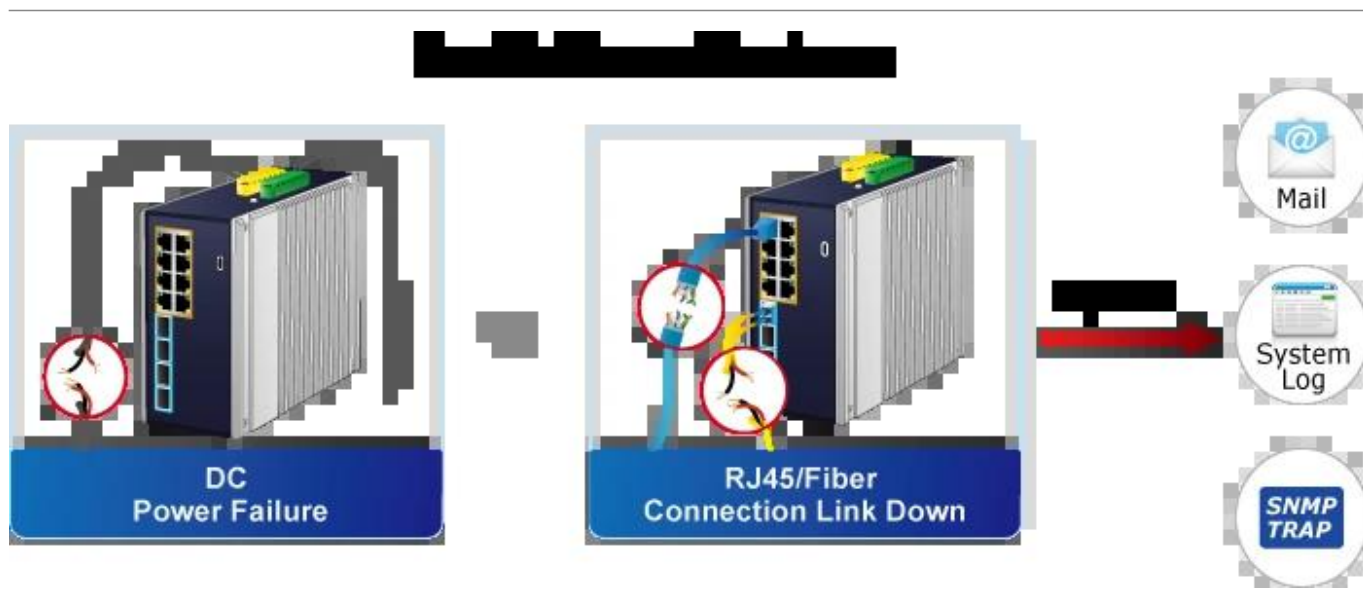 DC
Power Failure
RJ45/Fiber
Connection Link Down
Mail
System
Log
SNMP
TRAP